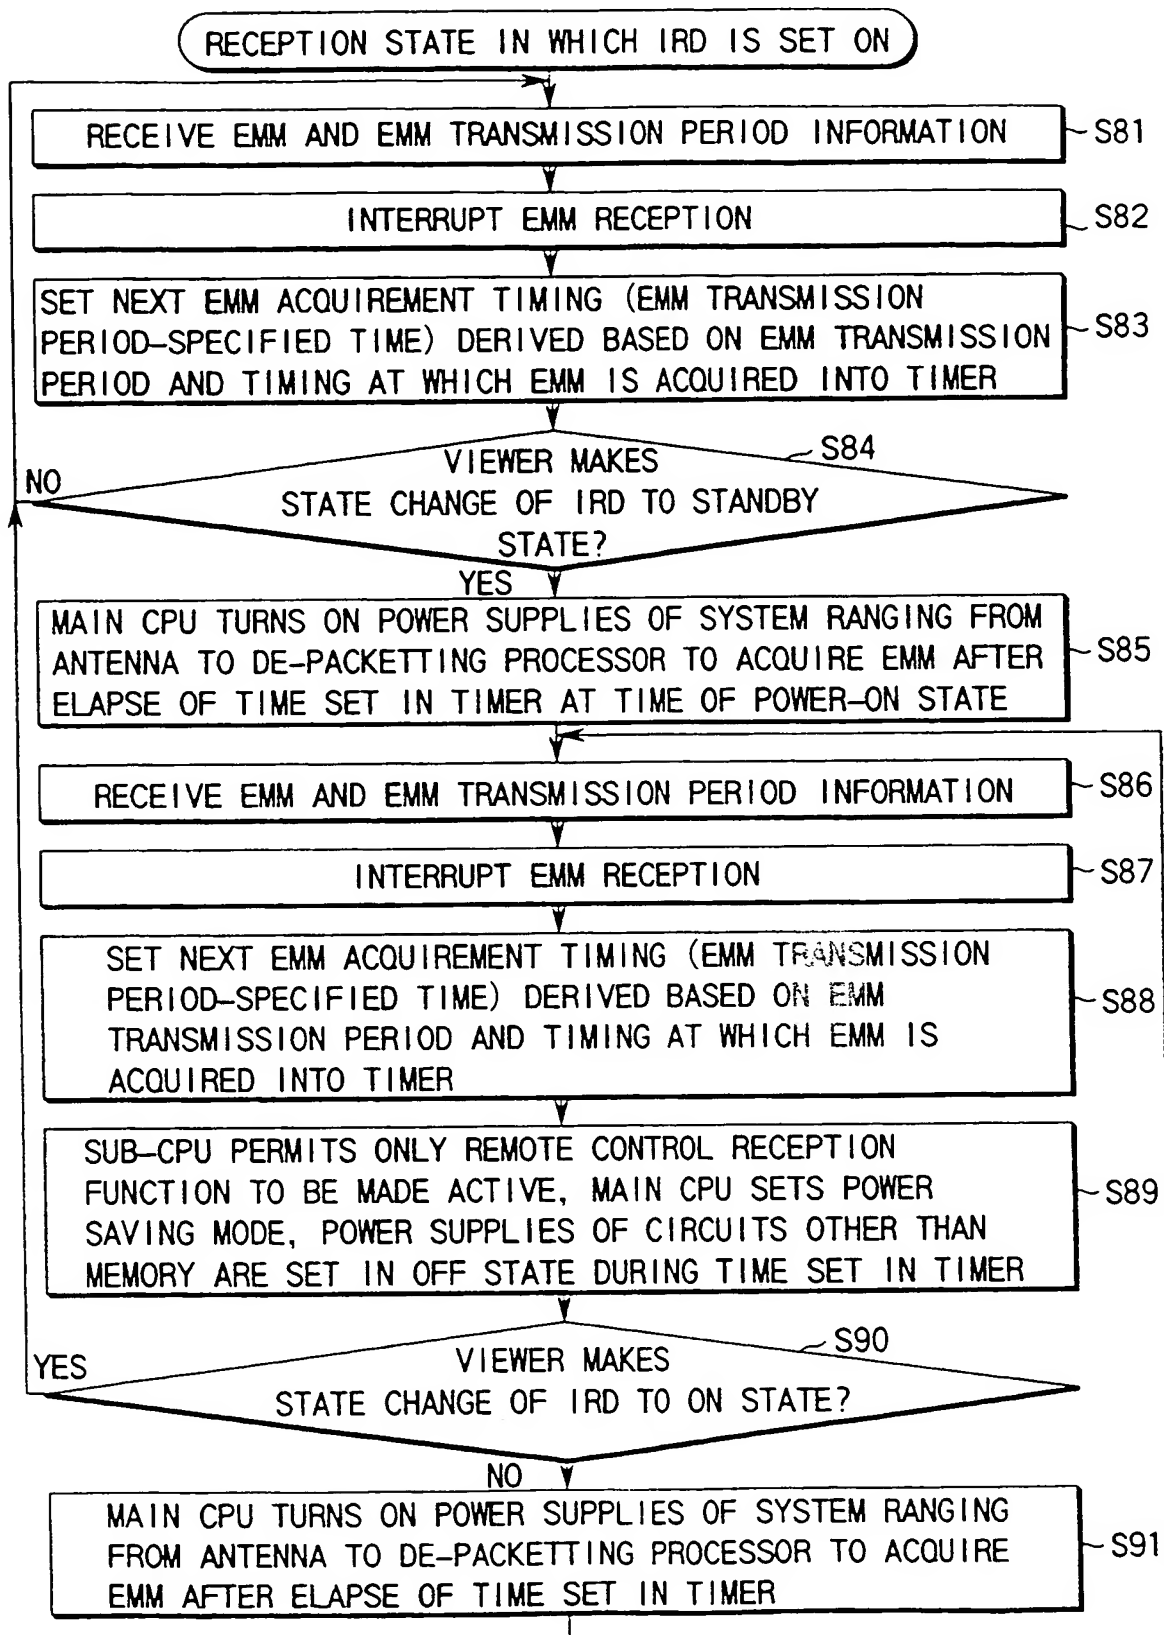 RECEPTION STATE IN WHICH IRD IS SET ON
RECEIVE EMM AND EMM TRANSMISSION PERIOD INFORMATION
S81
INTERRUPT EMM RECEPTION
S82
SET NEXT EMM ACQUIREMENT TIMING (EMM TRANSMISSION
PERIOD-SPECIFIED TIME) DERIVED BASED ON EMM TRANSMISSION
PERIOD AND TIMING AT WHICH EMM IS ACQUIRED INTO TIMER
S83
S84
VIEWER MAKES
STATE CHANGE OF IRD TO STANDBY
STATE?
NO
YES
MAIN CPU TURNS ON POWER SUPPLIES OF SYSTEM RANGING FROM
ANTENNA TO DE-PACKETTING PROCESSOR TO ACQUIRE EMM AFTER
ELAPSE OF TIME SET IN TIMER AT TIME OF POWER-ON STATE
S85
RECEIVE EMM AND EMM TRANSMISSION PERIOD INFORMATION
S86
INTERRUPT EMM RECEPTION
S87
SET NEXT EMM ACQUIREMENT TIMING (EMM TRANSMISSION
PERIOD-SPECIFIED TIME) DERIVED BASED ON EMM
TRANSMISSION PERIOD AND TIMING AT WHICH EMM IS
ACQUIRED INTO TIMER
S88
SUB-CPU PERMITS ONLY REMOTE CONTROL RECEPTION
FUNCTION TO BE MADE ACTIVE, MAIN CPU SETS POWER
SAVING MODE, POWER SUPPLIES OF CIRCUITS OTHER THAN
MEMORY ARE SET IN OFF STATE DURING TIME SET IN TIMER
S89
S90
VIEWER MAKES
STATE CHANGE OF IRD TO ON STATE?
YES
NO
MAIN CPU TURNS ON POWER SUPPLIES OF SYSTEM RANGING
FROM ANTENNA TO DE-PACKETTING PROCESSOR TO ACQUIRE
EMM AFTER ELAPSE OF TIME SET IN TIMER
S91